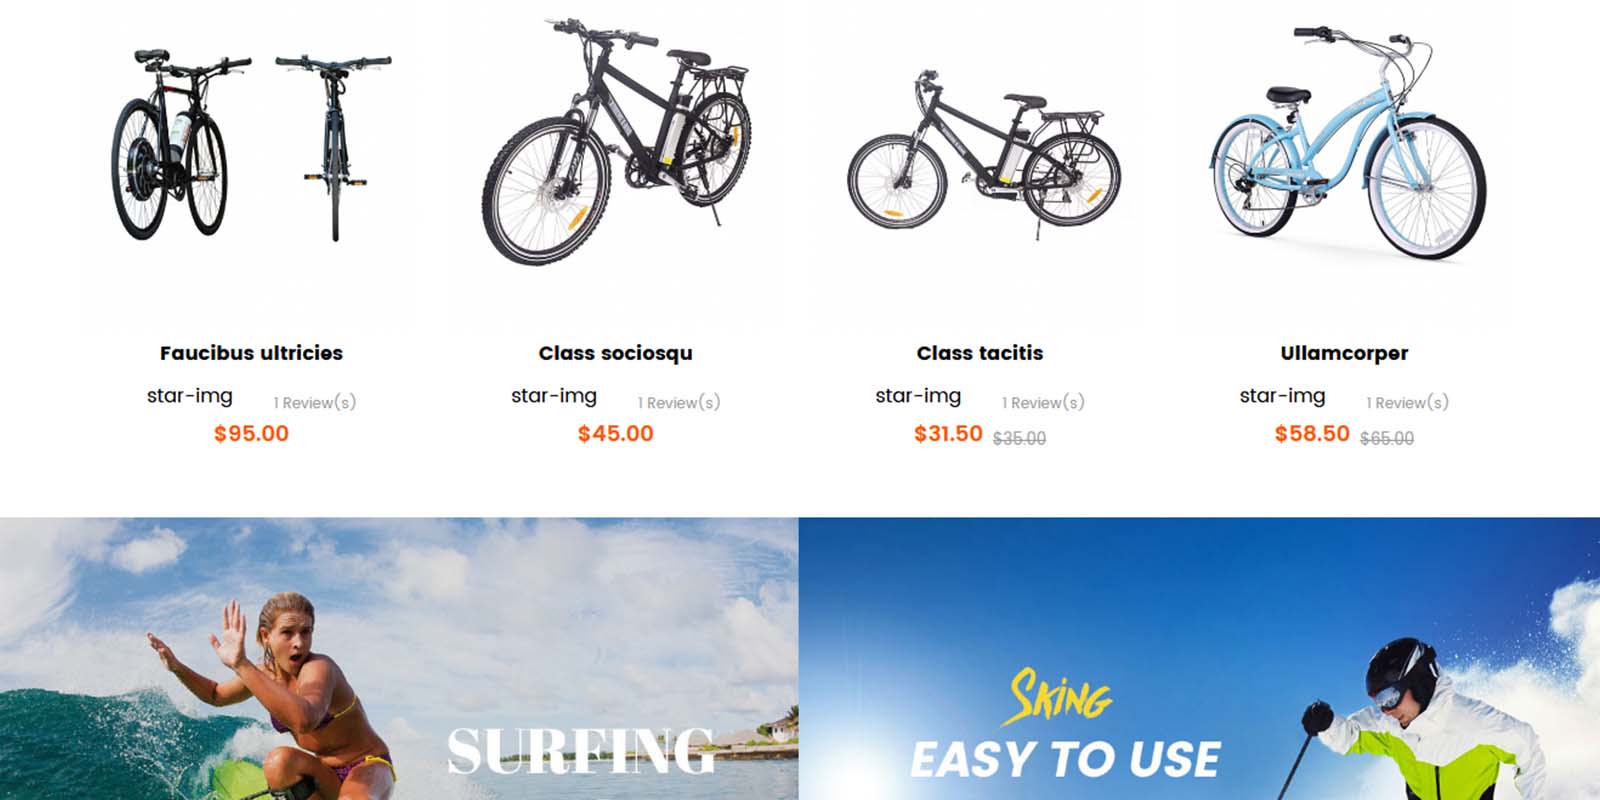 Faucibus ultricies
Class sociosqu
Class tacitis
Ullamcorper
star-img 1 Review(s)
star-img 1 Review(s)
star-img 1 Review(s)
star-img 1 Review(s)
$95.00
$45.00
$31.50 $35.00
$58.50 $65.00
SURFING
SKiNG
EASY TO USE